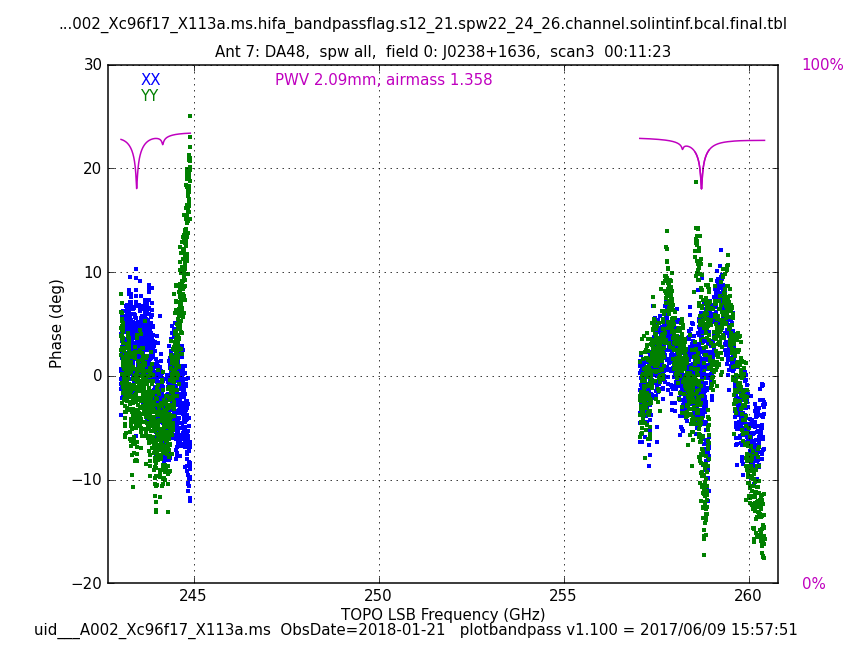 ...022_Xc96f17_X113a.ms.hifa_bandpassflag.s12_21.spw22_24_26.channel.solintinf.bcal.final.tbl
Ant 7: DA48, spw all, field 0: J0238+1636, scan3 00:11:23
30 100%
XX PWV 2.09mm, airmass 1.358
YY
20
10
Phase (deg)
0
−10
−20 0%
245 250 255 260
TOPO LSB Frequency (GHz)
uid___A002_Xc96f17_X113a.ms ObsDate=2018-01-21 plotbandpass v1.100 = 2017/06/09 15:57:51